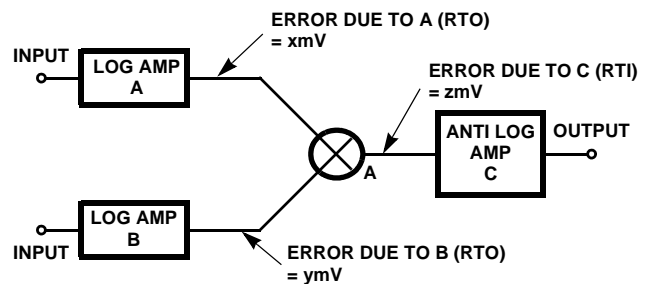 ERROR DUE TO A (RTO)
= xmV
INPUT
LOG AMP
A
ERROR DUE TO C (RTI)
= zmV
ANTI LOG
AMP
C
OUTPUT
A
LOG AMP
B
INPUT
ERROR DUE TO B (RTO)
= ymV